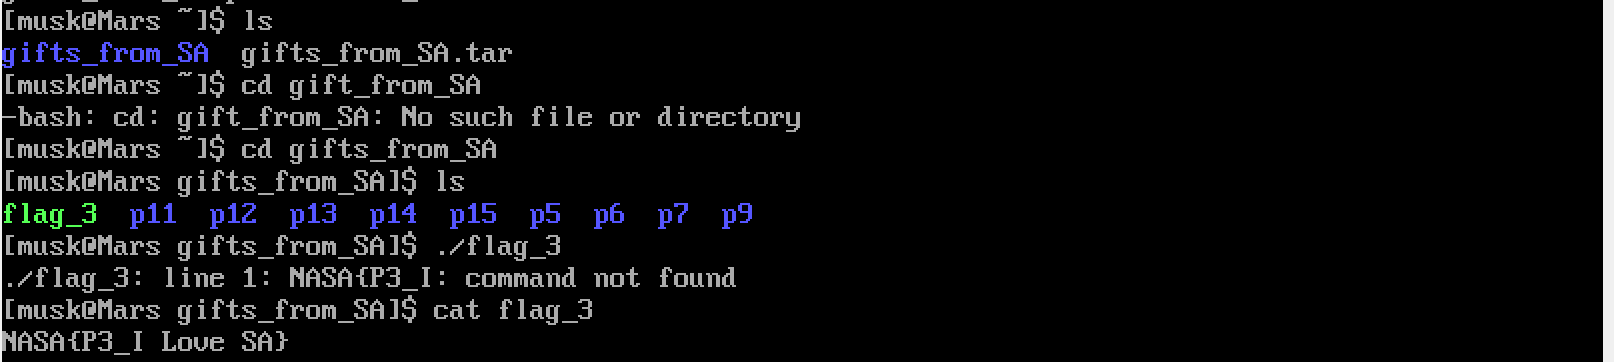 [musk@Mars ~]$ ls
gifts_from_SA  gifts_from_SA.tar
[musk@Mars ~]$ cd gift_from_SA
-bash: cd: gift_from_SA: No such file or directory
[musk@Mars ~]$ cd gifts_from_SA
[musk@Mars gifts_from_SA]$ ls
flag_3  p11  p12  p13  p14  p15  p5  p6  p7  p9
[musk@Mars gifts_from_SA]$ ./flag_3
./flag_3: line 1: NASA{P3_I: command not found
[musk@Mars gifts_from_SA]$ cat flag_3
NASA{P3_I Love SA}